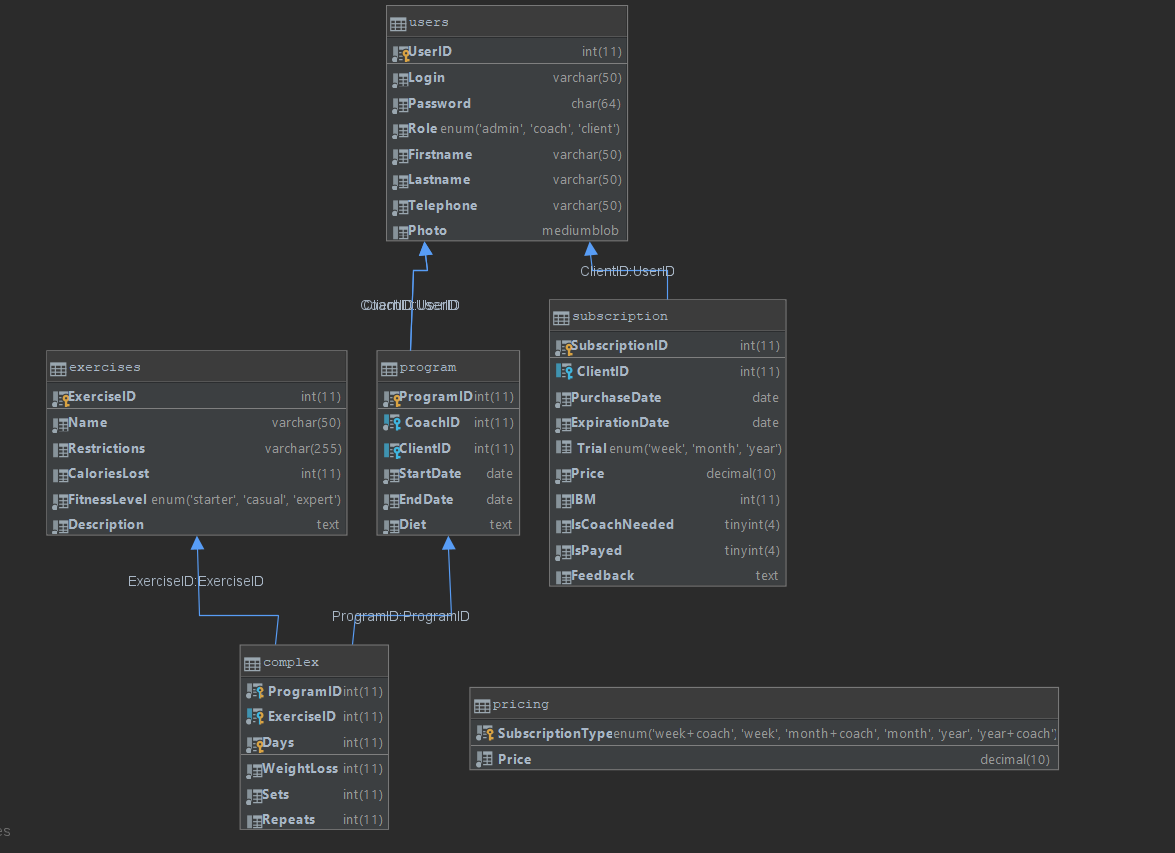 users
UserID int(11)
Login varchar(50)
Password char(64)
Role enum('admin', 'coach', 'client')
Firstname varchar(50)
Lastname varchar(50)
Telephone varchar(50)
Photo mediumblob
ClientID:UserID
ClientID:UserID
subscription
SubscriptionID int(11)
ClientID int(11)
PurchaseDate date
ExpirationDate date
Trial enum('week', 'month', 'year')
Price decimal(10)
IBM int(11)
IsCoachNeeded tinyint(4)
IsPayed tinyint(4)
Feedback text
exercises
ExerciseID int(11)
Name varchar(50)
Restrictions varchar(255)
CaloriesLost int(11)
FitnessLevel enum('starter', 'casual', 'expert')
Description text
program
ProgramID int(11)
CoachID int(11)
ClientID int(11)
StartDate date
EndDate date
Diet text
ExerciseID:ExerciseID
ProgramID:ProgramID
complex
ProgramID int(11)
ExerciseID int(11)
Days int(11)
WeightLoss int(11)
Sets int(11)
Repeats int(11)
pricing
SubscriptionType enum('week+coach', 'week', 'month+coach', 'month', 'year', 'year+coach',
Price decimal(10)
es